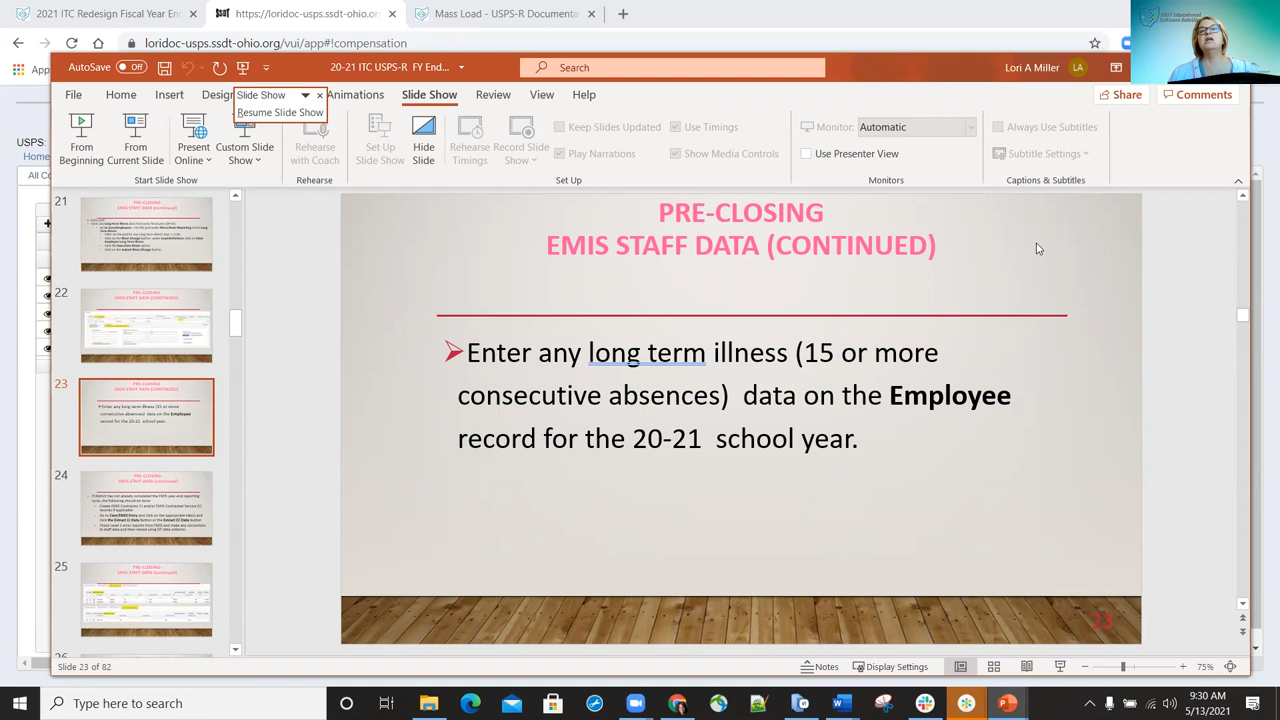 2021 ITC Redesign Fiscal Year En
https://loridoc-usps.ssdt-ohio.or
Mass Load - USPS-R Documenta
loridoc-usps.ssdt-ohio.org/vui/app#!compensation
App
AutoSave Off
20-21 ITC USPS-R FY End...
Search
Lori A Miller LA
File Home Insert Design Animations Slide Show Review View Help
Share Comments
Slide Show
Resume Slide Show
From Beginning
From Current Slide
Present Online
Custom Slide Show
Start Slide Show
Rehearse with Coach
Rehearse
Set Up Slide Show
Hide Slide
Rehearse Timings
Record Slide Show
Keep Slides Updated
Play Narrations
Use Timings
Show Media Controls
Set Up
Monitor: Automatic
Use Presenter View
Monitors
Always Use Subtitles
Subtitle Settings
Captions & Subtitles
USPS:
Home
All Co
21
22
23
24
25
PRE-CLOSING
EMIS STAFF DATA (CONTINUED)
Enter any long term illness (15 or more
consecutive absences) data on the Employee
record for the 20-21 school year.
23
Slide 23 of 82
Notes Display Settings 75%
Type here to search
9:30 AM
5/13/2021